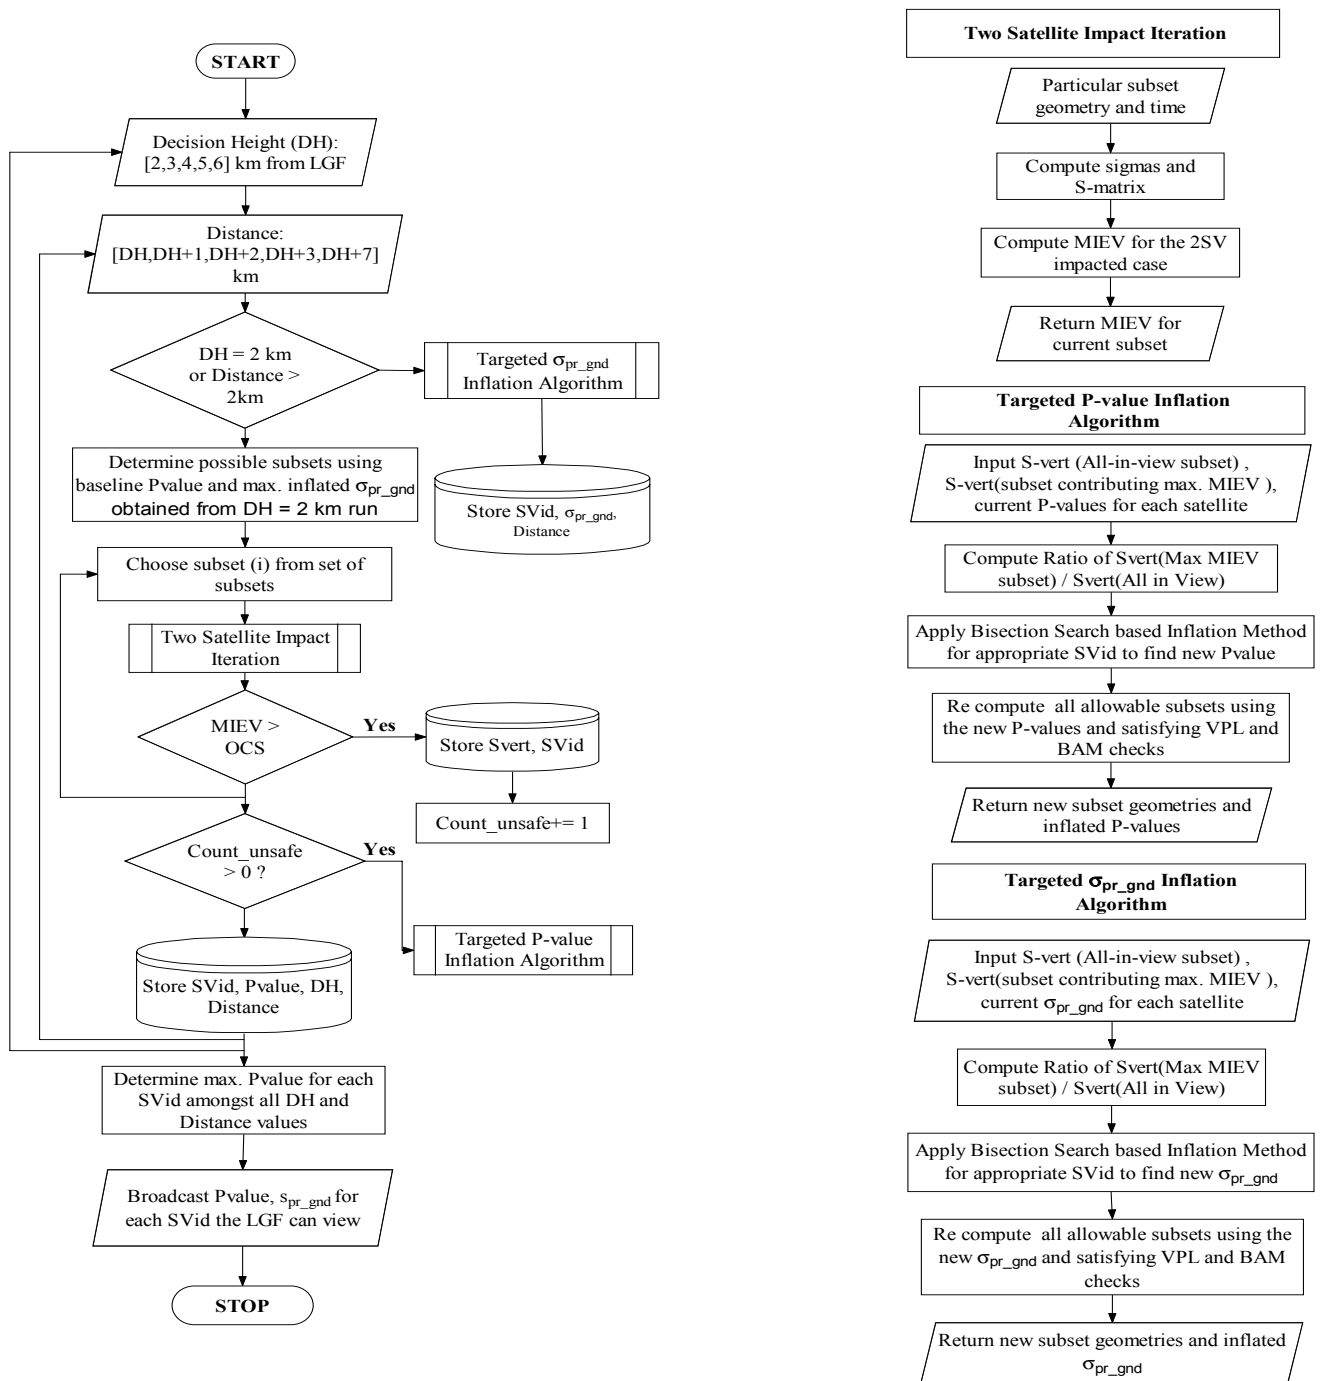 START
Decision Height (DH):
[2,3,4,5,6] km from LGF
Distance:
[DH,DH+1,DH+2,DH+3,DH+7]
km
DH = 2 km
or Distance >
2km
Targeted σpr_gnd
Inflation Algorithm
Store SVid, σpr_gnd,
Distance
Determine possible subsets using
baseline Pvalue and max. inflated σpr_gnd
obtained from DH = 2 km run
Choose subset (i) from set of
subsets
Two Satellite Impact
Iteration
MIEV >
OCS
Yes
Store Svert, SVid
Count_unsafe+= 1
Count_unsafe
> 0 ?
Yes
Targeted P-value
Inflation Algorithm
Store SVid, Pvalue, DH,
Distance
Determine max. Pvalue for each
SVid amongst all DH and
Distance values
Broadcast Pvalue, spr_gnd for
each SVid the LGF can view
STOP
Two Satellite Impact Iteration
Particular subset
geometry and time
Compute sigmas and
S-matrix
Compute MIEV for the 2SV
impacted case
Return MIEV for
current subset
Targeted P-value Inflation
Algorithm
Input S-vert (All-in-view subset) ,
S-vert(subset contributing max. MIEV ),
current P-values for each satellite
Compute Ratio of Svert(Max MIEV
subset) / Svert(All in View)
Apply Bisection Search based Inflation Method
for appropriate SVid to find new Pvalue
Re compute all allowable subsets using
the new P-values and satisfying VPL and
BAM checks
Return new subset geometries and
inflated P-values
Targeted σpr_gnd Inflation
Algorithm
Input S-vert (All-in-view subset) ,
S-vert(subset contributing max. MIEV ),
current σpr_gnd for each satellite
Compute Ratio of Svert(Max MIEV
subset) / Svert(All in View)
Apply Bisection Search based Inflation Method
for appropriate SVid to find new σpr_gnd
Re compute all allowable subsets using the
new σpr_gnd and satisfying VPL and BAM
checks
Return new subset geometries and inflated
σpr_gnd